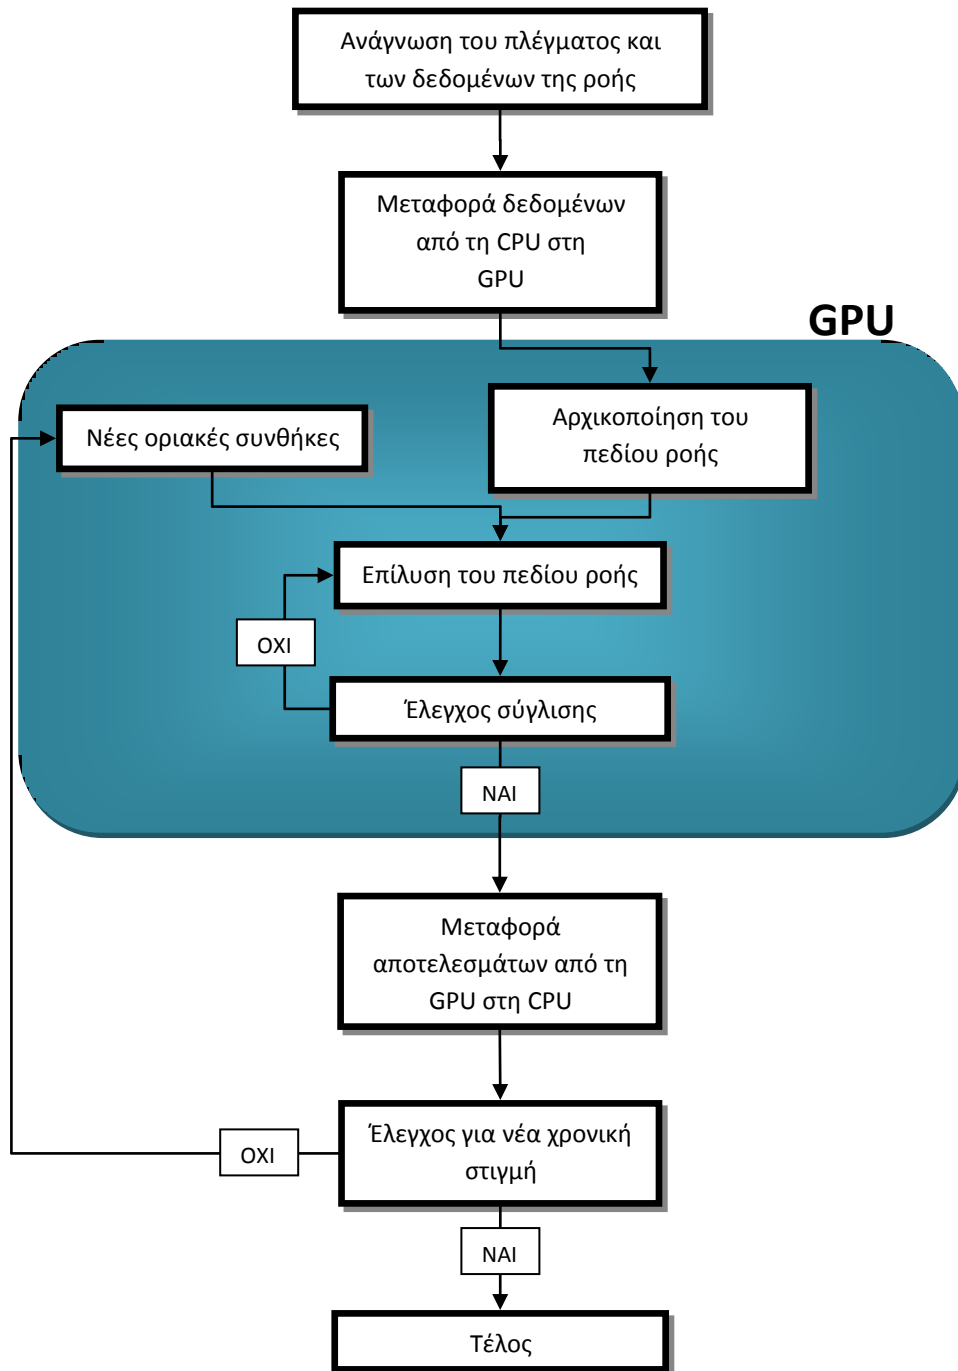 Ανάγνωση του πλέγματος και
των δεδομένων της ροής
Μεταφορά δεδομένων
από τη CPU στη
GPU
GPU
Αρχικοποίηση του
πεδίου ροής
Νέες οριακές συνθήκες
Επίλυση του πεδίου ροής
ΟΧΙ
Έλεγχος σύγλισης
ΝΑΙ
Μεταφορά
αποτελεσμάτων από τη
GPU στη CPU
Έλεγχος για νέα χρονική
στιγμή
ΟΧΙ
ΝΑΙ
Τέλος